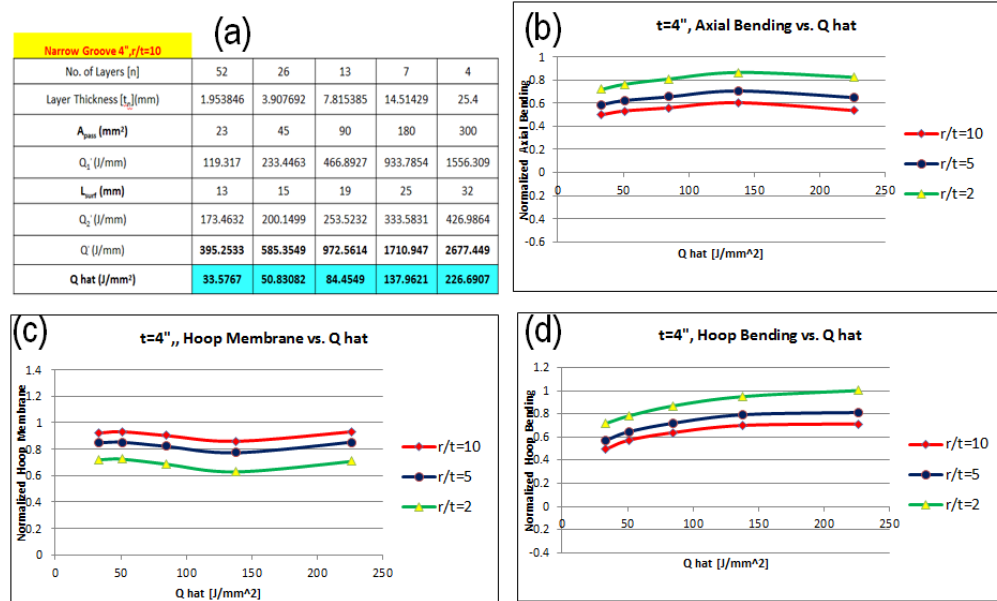 (a)
Narrow Groove 4",r/t=10
No. of Layers [n] 52 26 13 7 4
Layer Thickness [tn](mm) 1.953846 3.907692 7.815385 14.51429 25.4
Apass (mm²) 23 45 90 180 300
Q1'(J/mm) 119.317 233.4463 466.8927 933.7854 1556.309
Lsurf (mm) 13 15 19 25 32
Q2'(J/mm) 173.4632 200.1499 253.5232 333.5831 426.9864
Q'(J/mm) 395.2533 585.3549 972.5614 1710.947 2677.449
Q hat (J/mm²) 33.5767 50.83082 84.4549 137.9621 226.6907
(b)
t=4", Axial Bending vs. Q hat
Normalized Axial Bending
1
0.8
0.6
0.4
0.2
0
-0.2
-0.4
-0.6
0 50 100 150 200 250
Q hat [J/mm^2]
r/t=10
r/t=5
r/t=2
(c)
t=4",, Hoop Membrane vs. Q hat
Normalized Hoop Membrane
1.4
1.2
1
0.8
0.6
0.4
0.2
0
0 50 100 150 200 250
Q hat [J/mm^2]
r/t=10
r/t=5
r/t=2
(d)
t=4", Hoop Bending vs. Q hat
Normalized Hoop Bending
1.2
1
0.8
0.6
0.4
0.2
0
-0.2
-0.4
0 50 100 150 200 250
Q hat [J/mm^2]
r/t=10
r/t=5
r/t=2